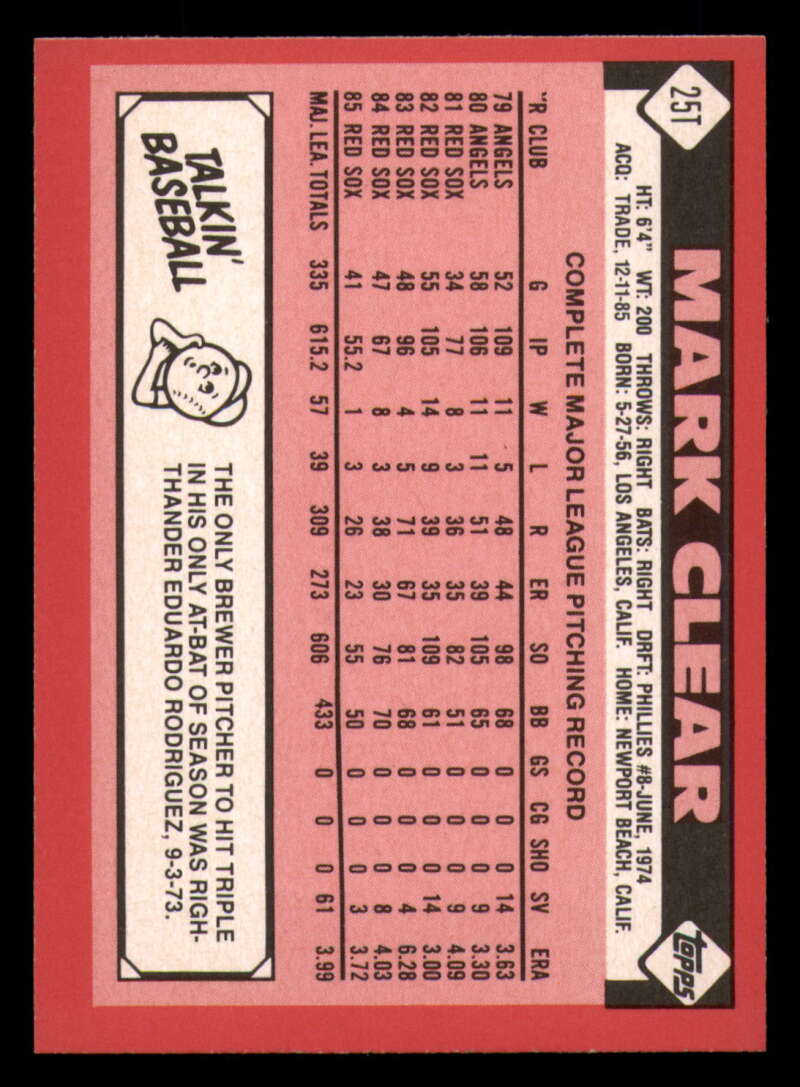 25T
MARK CLEAR
topps
HT: 6'4" WT: 200 THROWS: RIGHT BATS: RIGHT DRFT: PHILLIES #8-JUNE, 1974
ACQ: TRADE, 12-11-85 BORN: 5-27-56, LOS ANGELES, CALIF. HOME: NEWPORT BEACH, CALIF.
COMPLETE MAJOR LEAGUE PITCHING RECORD
YR CLUB G IP W L R ER SO BB GS CG SHO SV ERA
79 ANGELS 52 109 11 5 48 44 98 68 0 0 0 14 3.63
80 ANGELS 58 106 11 11 51 39 105 65 0 0 0 9 3.30
81 RED SOX 34 77 8 3 36 35 82 51 0 0 0 9 4.09
82 RED SOX 55 105 14 9 39 35 109 61 0 0 0 14 3.00
83 RED SOX 48 96 4 5 71 67 81 68 0 0 0 4 6.28
84 RED SOX 47 67 8 3 38 30 76 70 0 0 0 8 4.03
85 RED SOX 41 55.2 1 3 26 23 55 50 0 0 0 3 3.72
MAJ. LEA. TOTALS 335 615.2 57 39 309 273 606 433 0 0 0 61 3.99
TALKIN'
BASEBALL
THE ONLY BREWER PITCHER TO HIT TRIPLE
IN HIS ONLY AT-BAT OF SEASON WAS RIGH-
THANDER EDUARDO RODRIGUEZ, 9-3-73.